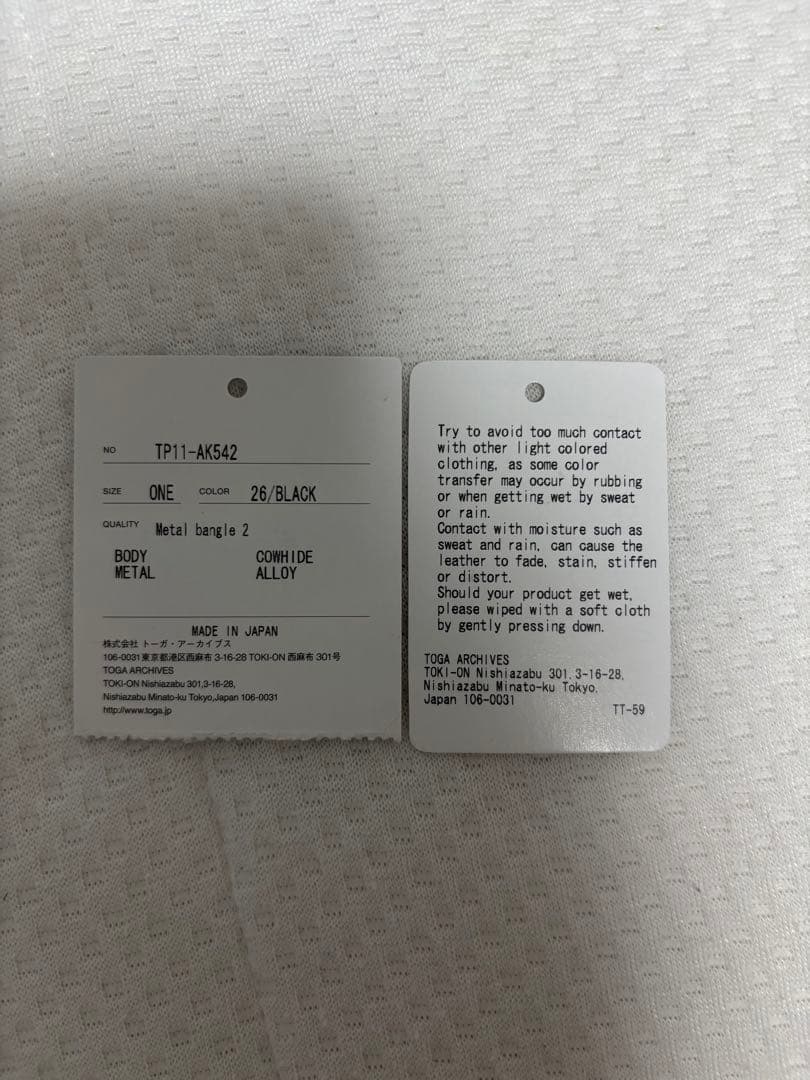 NO TP11-AK542
SIZE ONE COLOR 26/BLACK
QUALITY Metal bangle 2
BODY COWHIDE
METAL ALLOY
MADE IN JAPAN
株式会社 トーガ・アーカイブス
106-0031 東京都港区西麻布 3-16-28 TOKI-ON 西麻布 301号
TOGA ARCHIVES
TOKI-ON Nishiazabu 301,3-16-28,
Nishiazabu Minato-ku Tokyo,Japan 106-0031
http://www.toga.jp
Try to avoid too much contact
with other light colored
clothing, as some color
transfer may occur by rubbing
or when getting wet by sweat
or rain.
Contact with moisture such as
sweat and rain, can cause the
leather to fade, stain, stiffen
or distort.
Should your product get wet,
please wiped with a soft cloth
by gently pressing down.
TOGA ARCHIVES
TOKI-ON Nishiazabu 301,3-16-28,
Nishiazabu Minato-ku Tokyo,
Japan 106-0031
TT-59